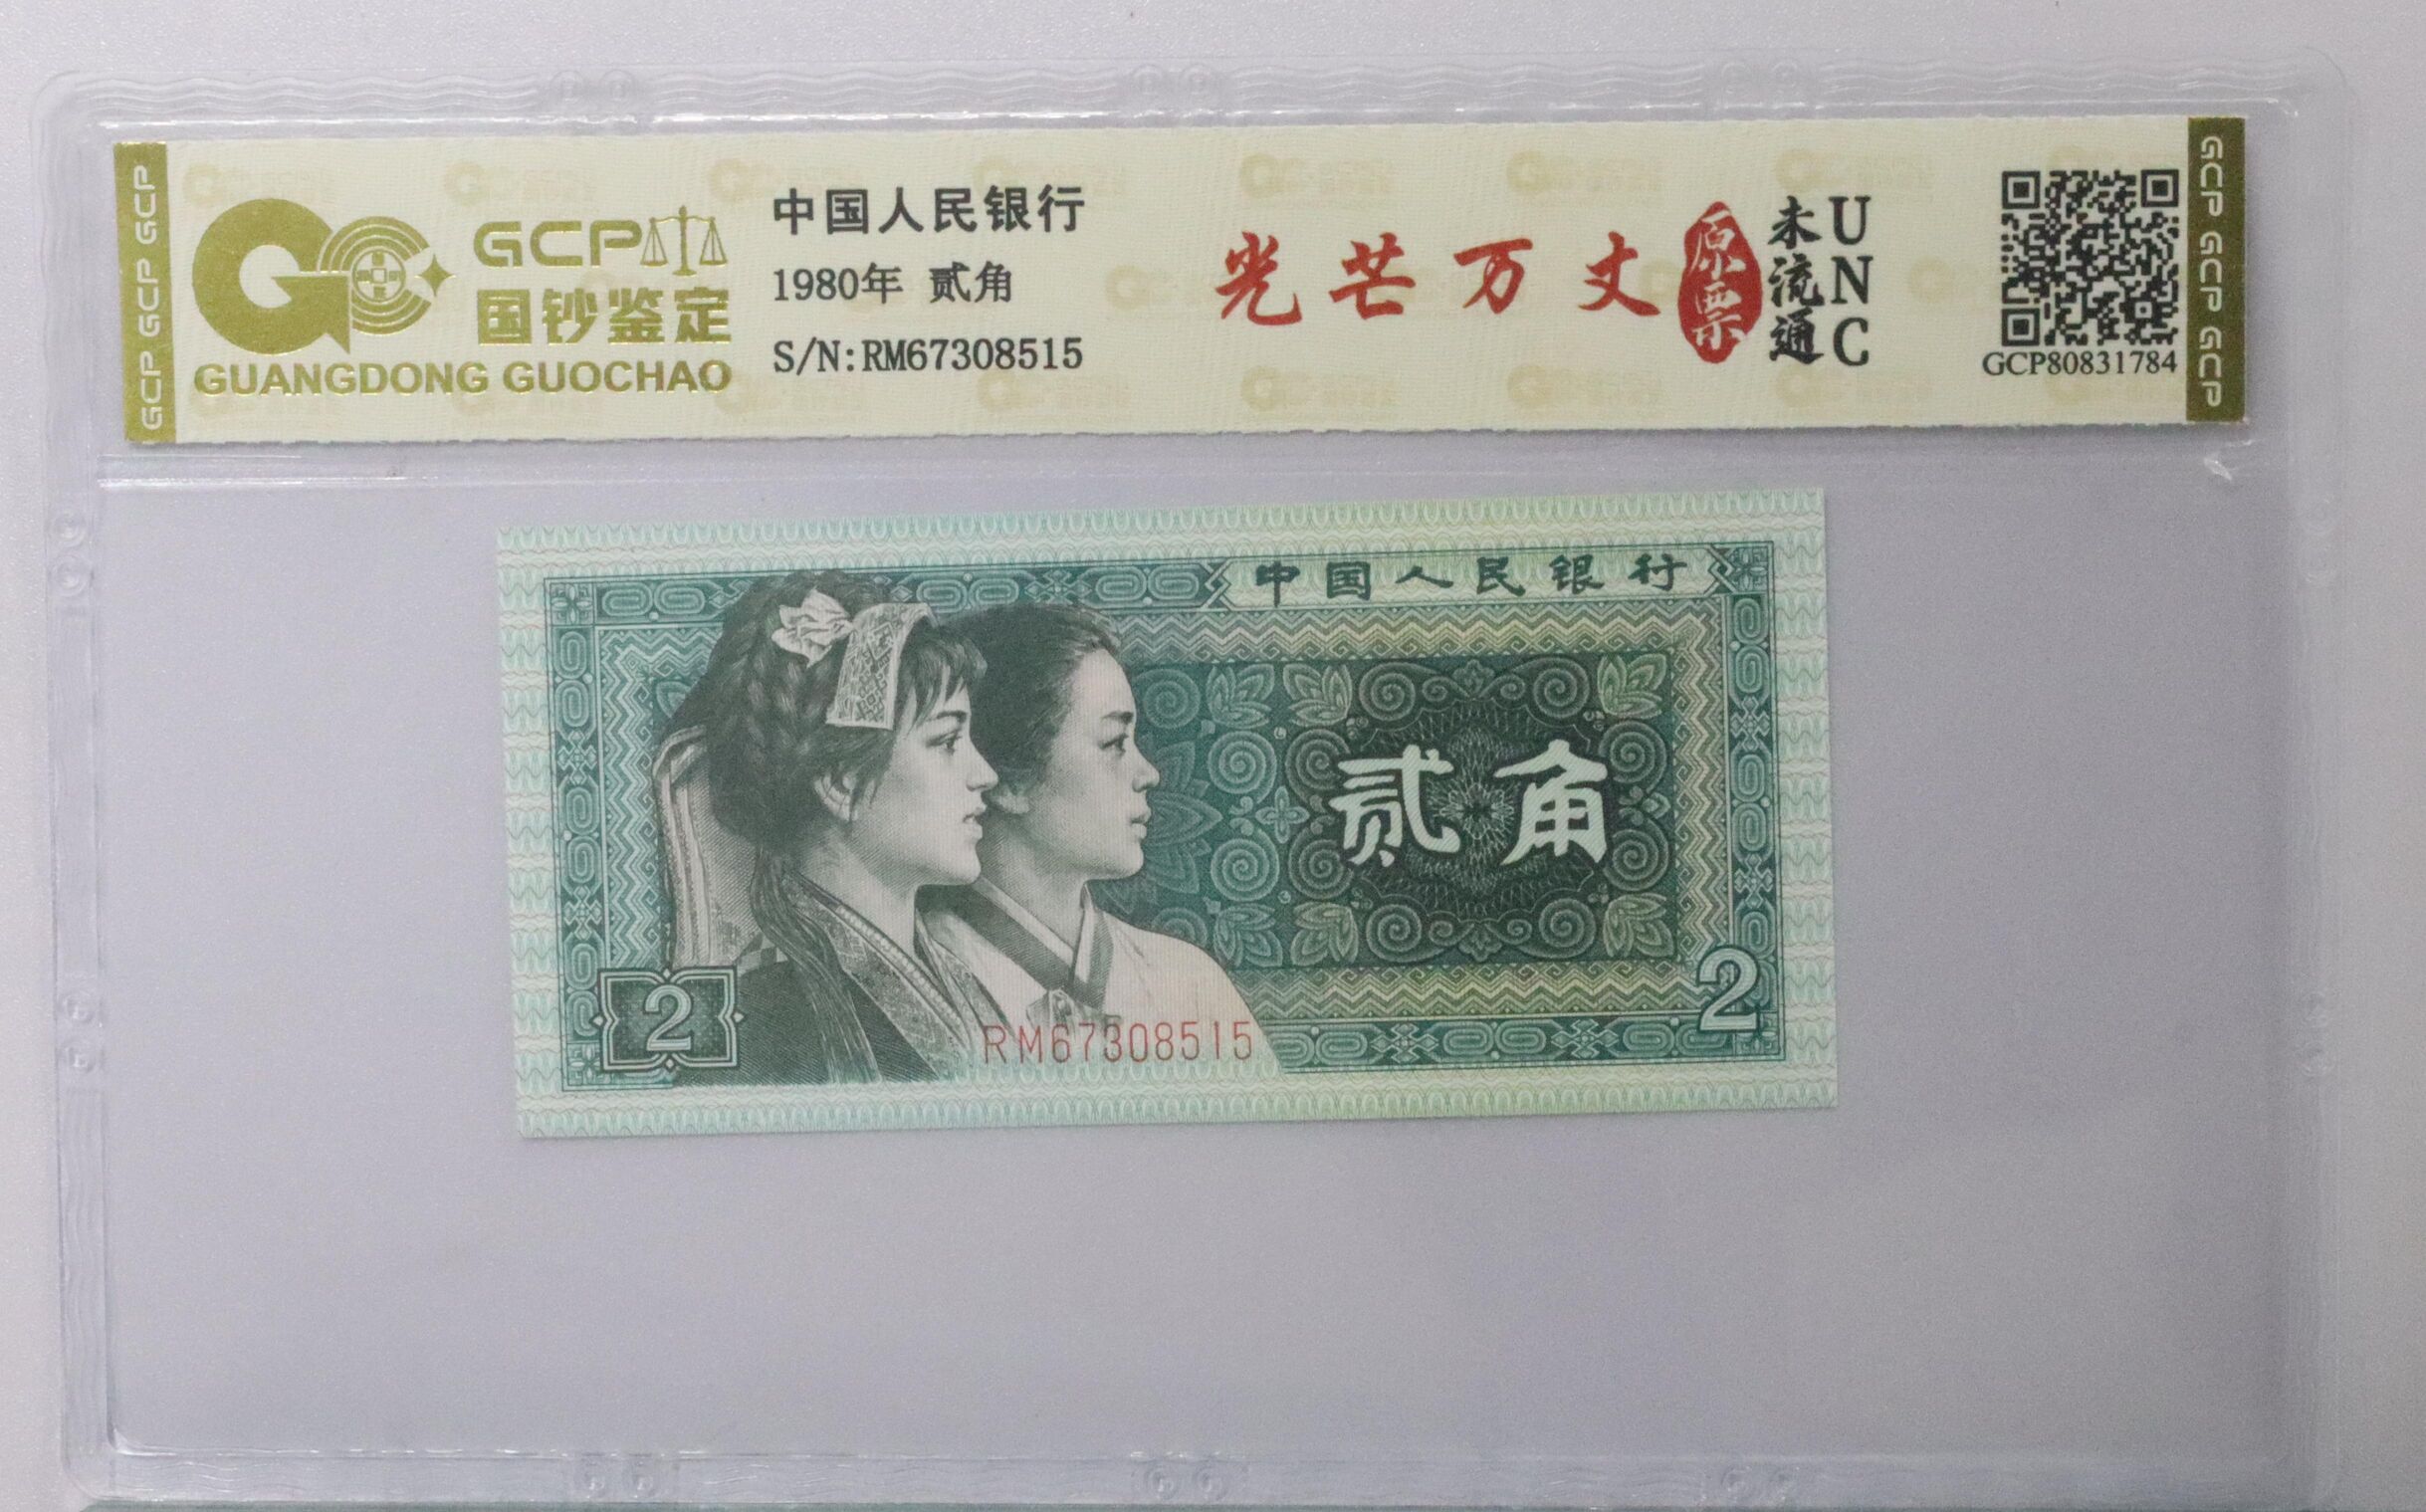 GCP GCP GCP
GCP
国钞鉴定
GUANGDONG GUOCHAO
中国人民银行
1980年 贰角
S/N:RM67308515
光芒万丈
原票
未流通
UNC
GCP80831784
GCP GCP GCP
中国人民银行
贰角
2
2
RM67308515